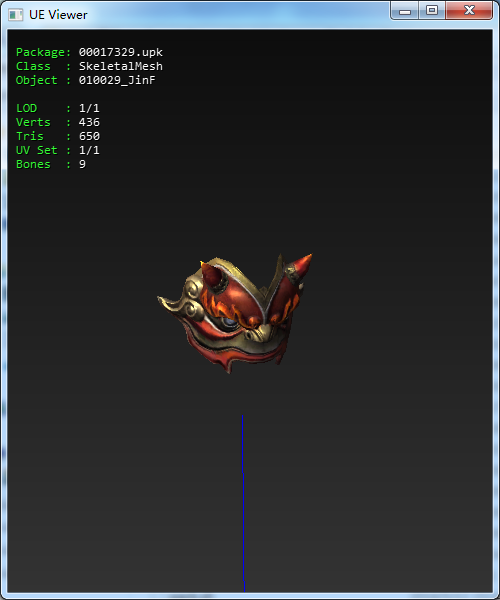 UE Viewer
Package: 00017329.upk
Class  : SkeletalMesh
Object : 010029_JinF
LOD    : 1/1
Verts  : 436
Tris   : 650
UV Set : 1/1
Bones  : 9